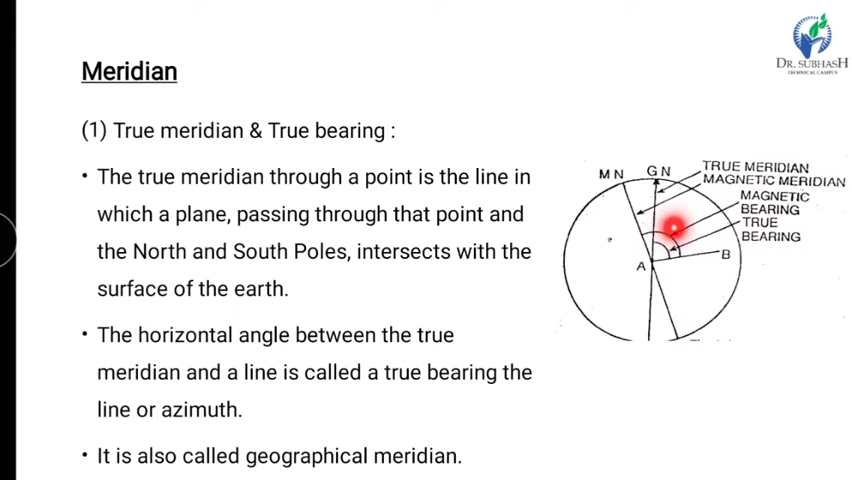 DR. SUBHASH
TECHNICAL CAMPUS
Meridian
(1) True meridian & True bearing :
• The true meridian through a point is the line in
which a plane, passing through that point and
the North and South Poles, intersects with the
surface of the earth.
• The horizontal angle between the true
meridian and a line is called a true bearing the
line or azimuth.
• It is also called geographical meridian.
M N
G N
TRUE MERIDIAN
MAGNETIC MERIDIAN
MAGNETIC
BEARING
TRUE
BEARING
A
B